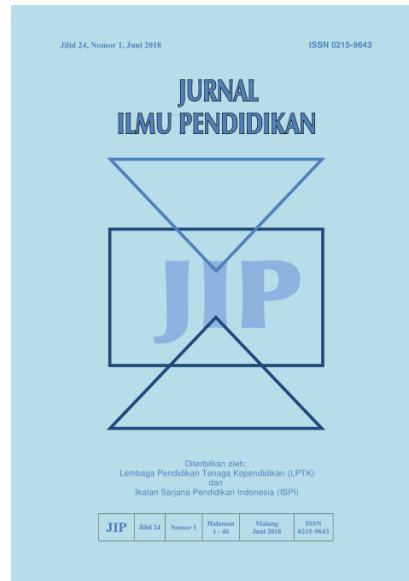 Jilid 24, Nomor 1, Juni 2018
ISSN 0215-9643
JURNAL
ILMU PENDIDIKAN
JIP
Diterbitkan oleh:
Lembaga Pendidikan Tenaga Kependidikan (LPTK)
dan
Ikatan Sarjana Pendidikan Indonesia (ISPI)
JIP
Jilid 24
Nomor 1
Halaman
1 - 46
Malang
Juni 2018
ISSN
0215-9643